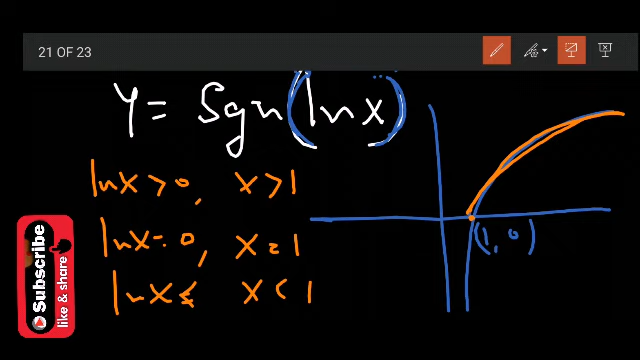 21 OF 23
Y = Sgn(lnx)
lnx > 0, x > 1
lnx = 0, x = 1
lnx < x < 1
(1, 0)
Subscribe
like & share